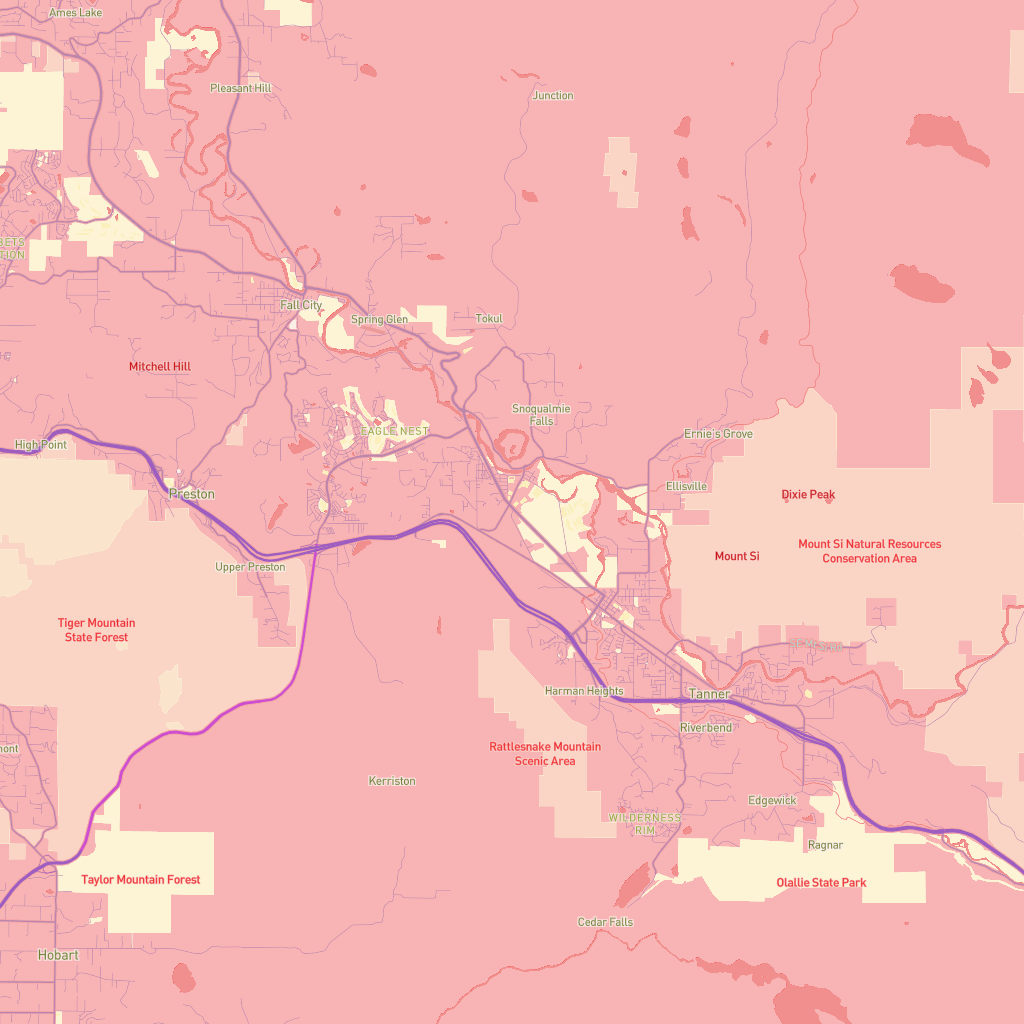 Ames Lake
Pleasant Hill
Junction
Fall City
Spring Glen
Tokul
Mitchell Hill
Snoqualmie
Falls
EAGLE NEST
Ernie's Grove
High Point
Preston
Ellisville
Dixie Peak
Mount Si
Mount Si Natural Resources
Conservation Area
Upper Preston
Tiger Mountain
State Forest
Harman Heights
Tanner
Riverbend
Rattlesnake Mountain
Scenic Area
Kerriston
Edgewick
WILDERNESS
RIM
Ragnar
Taylor Mountain Forest
Olallie State Park
Cedar Falls
Hobart